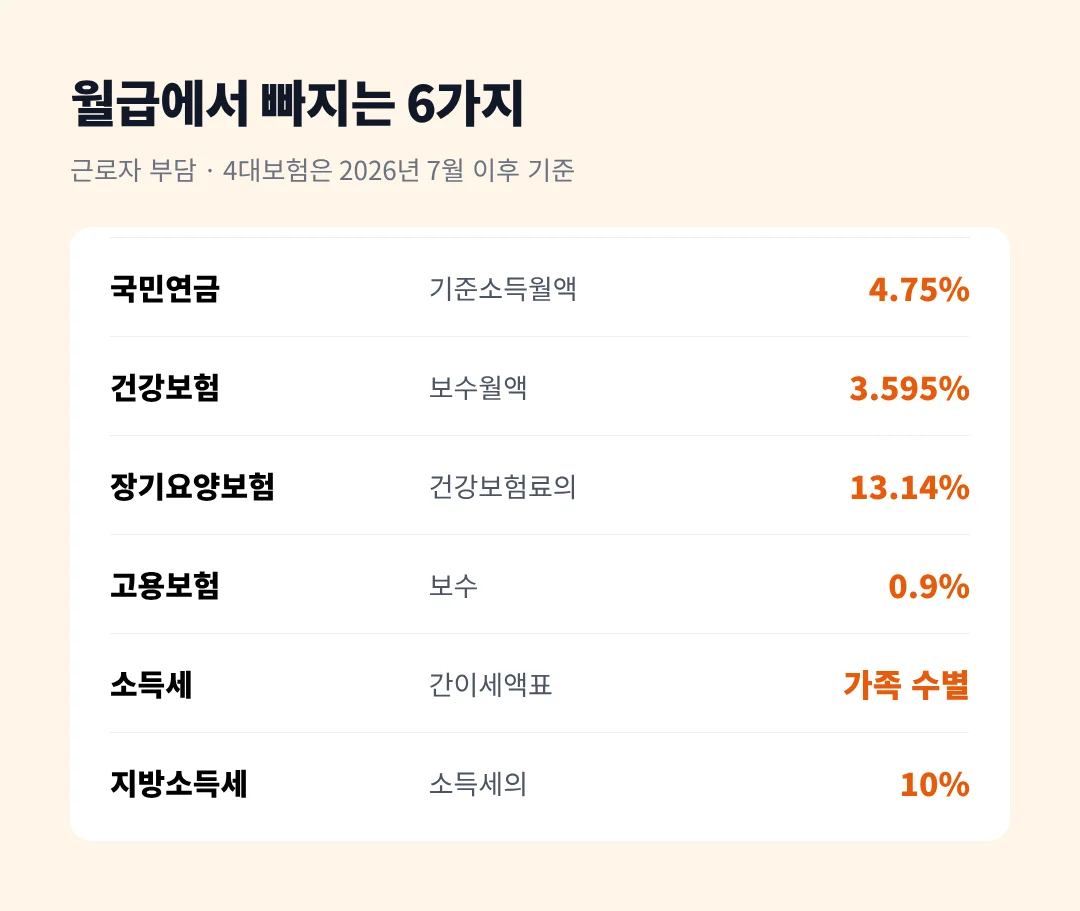 월급에서 빠지는 6가지
근로자 부담 · 4대보험은 2026년 7월 이후 기준
국민연금 기준소득월액 4.75%
건강보험 보수월액 3.595%
장기요양보험 건강보험료의 13.14%
고용보험 보수 0.9%
소득세 간이세액표 가족 수별
지방소득세 소득세의 10%